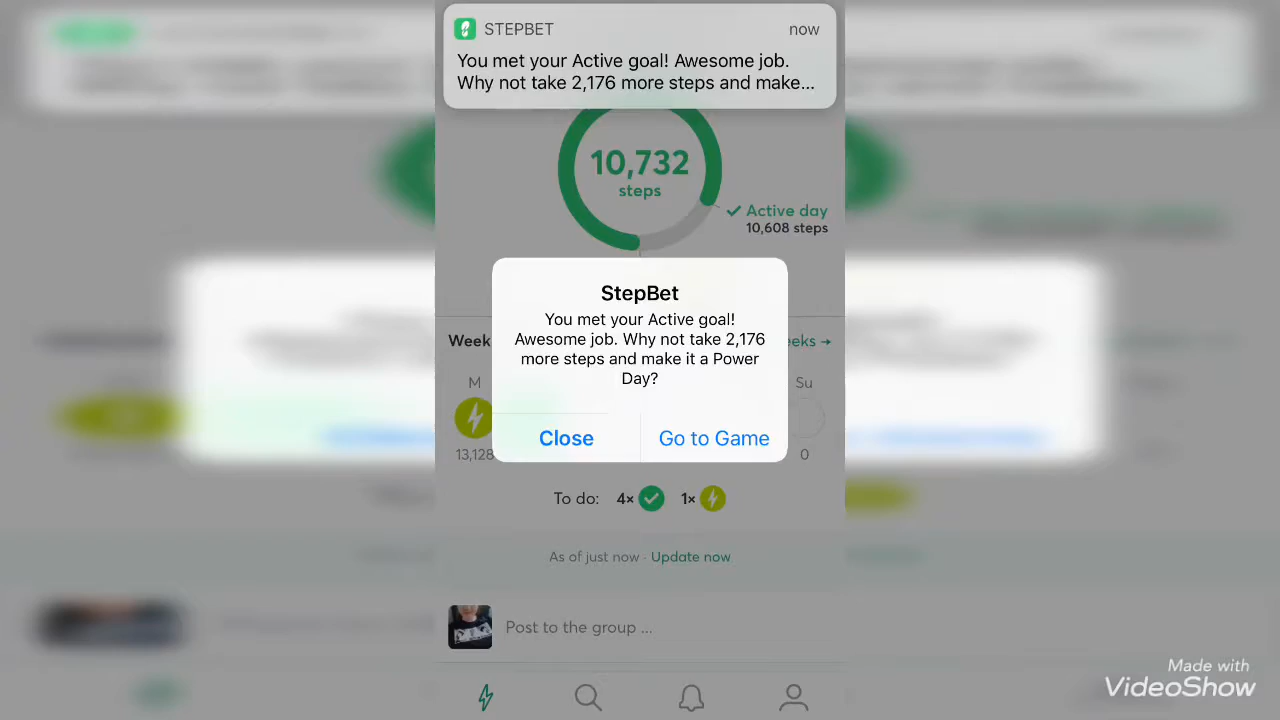 STEPBET
now
You met your Active goal! Awesome job.
Why not take 2,176 more steps and make...
10,732
steps
Active day
10,608 steps
StepBet
You met your Active goal!
Awesome job. Why not take 2,176
more steps and make it a Power
Day?
Close
Go to Game
Week
eeks →
M
Su
13,128
0
To do: 4× 1×
As of just now · Update now
Post to the group ...
Made with
VideoShow